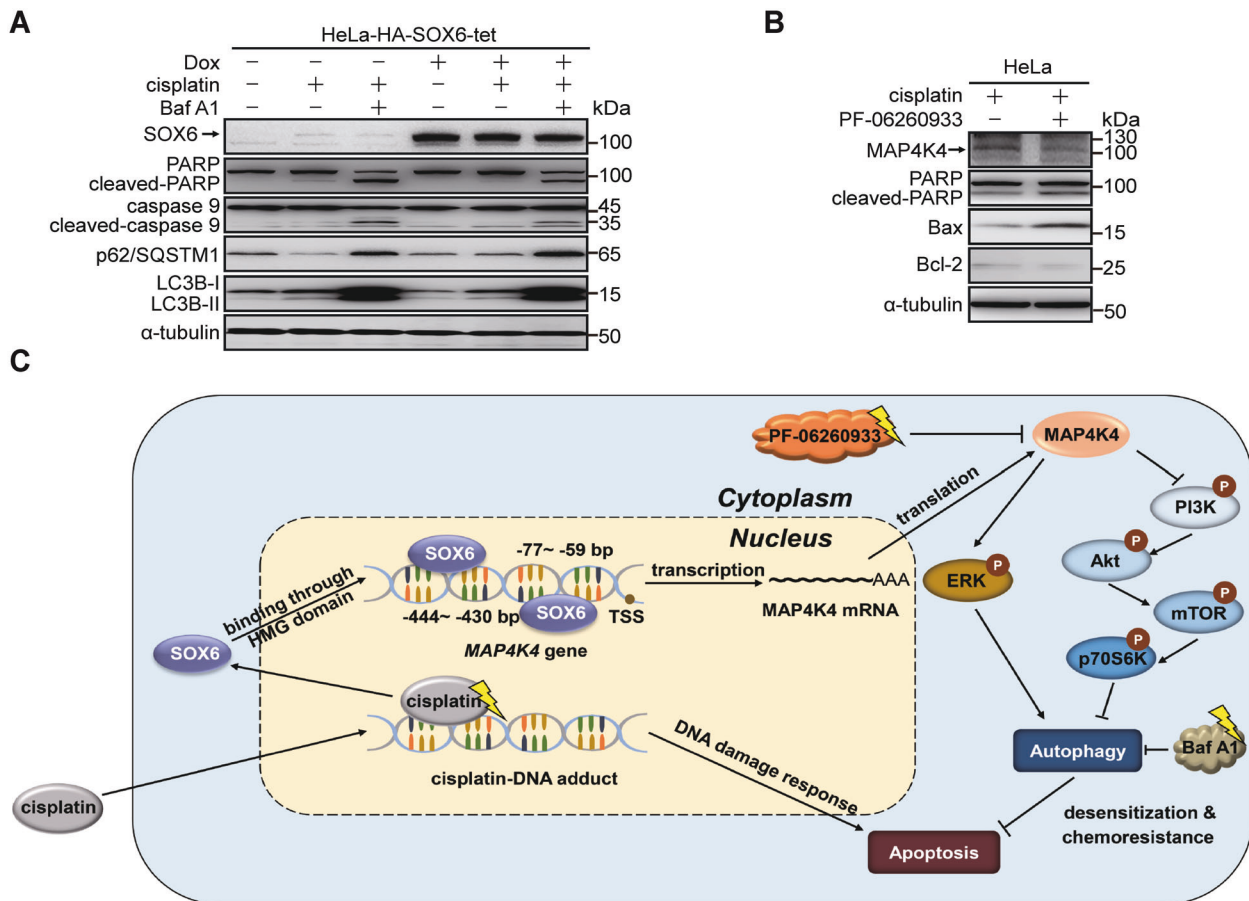 A
HeLa-HA-SOX6-tet
Dox − − − + + +
cisplatin − + + − + +
Baf A1 − − + − − + kDa
SOX6 100
PARP 100
cleaved-PARP
caspase 9 45
cleaved-caspase 9 35
p62/SQSTM1 65
LC3B-I 15
LC3B-II
α-tubulin 50
B
HeLa
cisplatin + +
PF-06260933 − + kDa
130
MAP4K4 100
PARP 100
cleaved-PARP
Bax 15
Bcl-2 25
α-tubulin 50
C
PF-06260933
MAP4K4
P
PI3K
Cytoplasm
translation
Nucleus
SOX6
-77~ -59 bp
P
Akt
P
ERK
transcription
AAA
MAP4K4 mRNA
binding through
HMG domain
-444~ -430 bp
SOX6
TSS
MAP4K4 gene
P
mTOR
P
p70S6K
SOX6
cisplatin
DNA damage response
Autophagy
Baf A1
cisplatin-DNA adduct
cisplatin
desensitization &
chemoresistance
Apoptosis